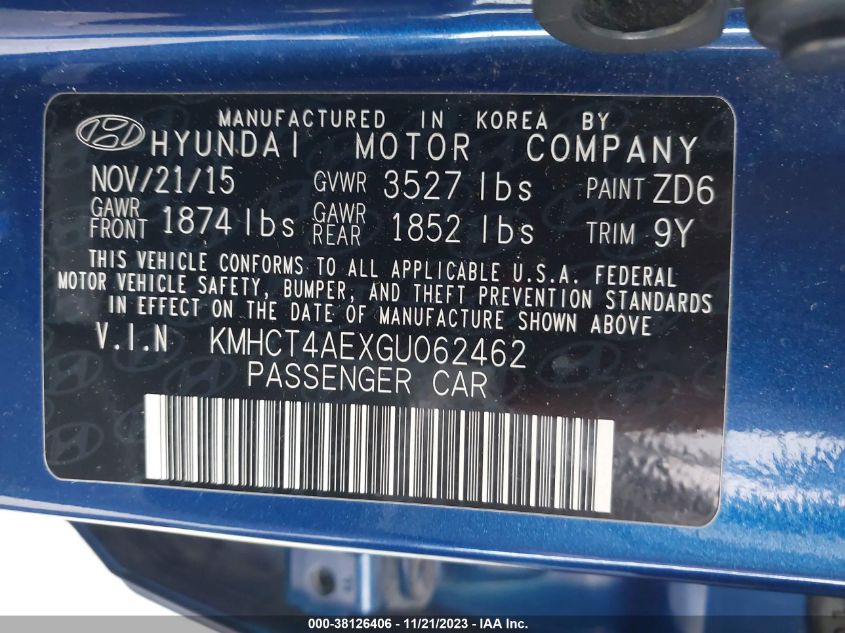 MANUFACTURED IN KOREA BY
HYUNDAI MOTOR COMPANY
NOV/21/15 GVWR 3527 lbs PAINT ZD6
GAWR FRONT 1874 lbs GAWR REAR 1852 lbs TRIM 9Y
THIS VEHICLE CONFORMS TO ALL APPLICABLE U.S.A. FEDERAL
MOTOR VEHICLE SAFETY, BUMPER, AND THEFT PREVENTION STANDARDS
IN EFFECT ON THE DATE OF MANUFACTURE SHOWN ABOVE
V.I.N KMHCT4AEXGU062462
PASSENGER CAR
000-38126406 - 11/21/2023 - IAA Inc.